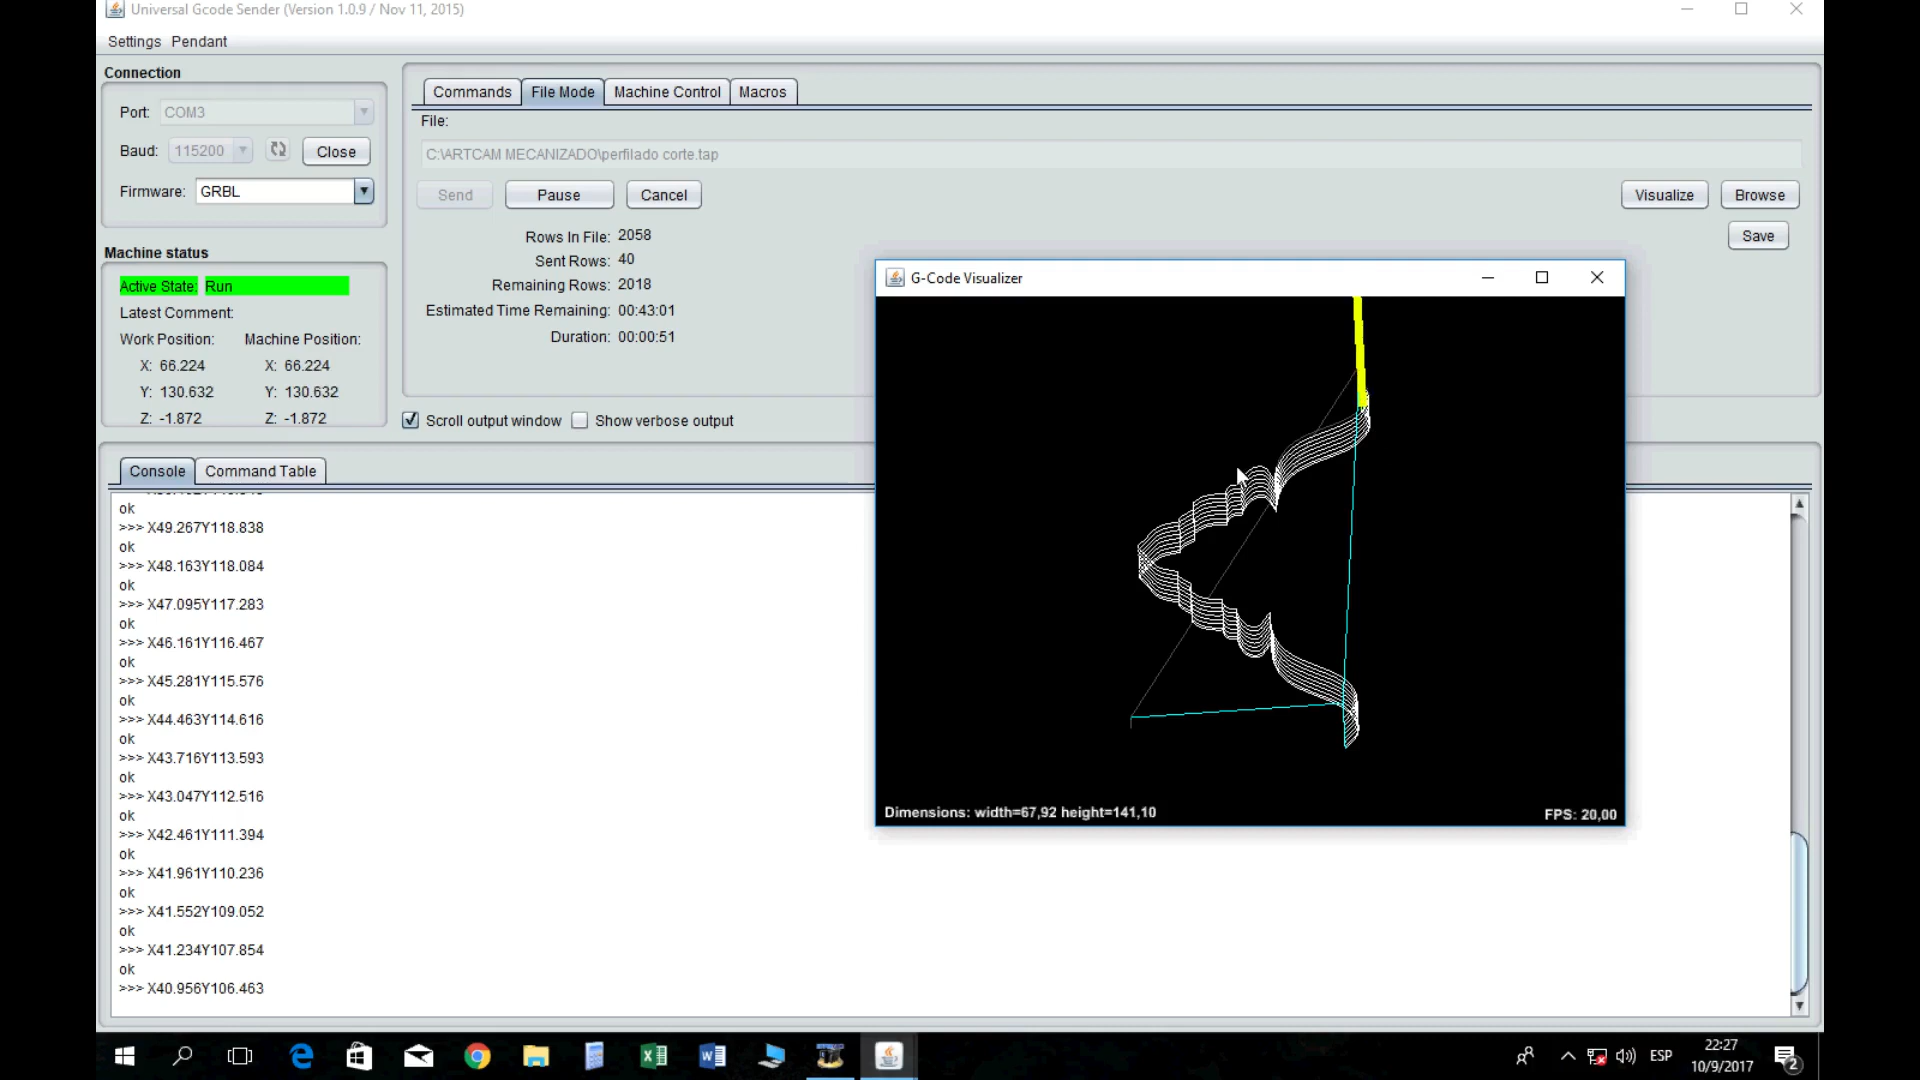 Universal Gcode Sender (Version 1.0.9 / Nov 11, 2015)
Settings Pendant
Connection
Port: COM3
Baud: 115200 Close
Firmware: GRBL
Machine status
Active State: Run
Latest Comment:
Work Position: Machine Position:
X: 66.224 X: 66.224
Y: 130.632 Y: 130.632
Z: -1.872 Z: -1.872
Commands File Mode Machine Control Macros
File:
C:\ARTCAM MECANIZADO\perfilado corte.tap
Send Pause Cancel Visualize Browse
Save
Rows In File: 2058
Sent Rows: 40
Remaining Rows: 2018
Estimated Time Remaining: 00:43:01
Duration: 00:00:51
Scroll output window Show verbose output
G-Code Visualizer
Dimensions: width=67,92 height=141,10
FPS: 20,00
Console Command Table
ok
>>> X49.267Y118.838
ok
>>> X48.163Y118.084
ok
>>> X47.095Y117.283
ok
>>> X46.161Y116.467
ok
>>> X45.281Y115.576
ok
>>> X44.463Y114.616
ok
>>> X43.716Y113.593
ok
>>> X43.047Y112.516
ok
>>> X42.461Y111.394
ok
>>> X41.961Y110.236
ok
>>> X41.552Y109.052
ok
>>> X41.234Y107.854
ok
>>> X40.956Y106.463
ESP
22:27
10/9/2017
2